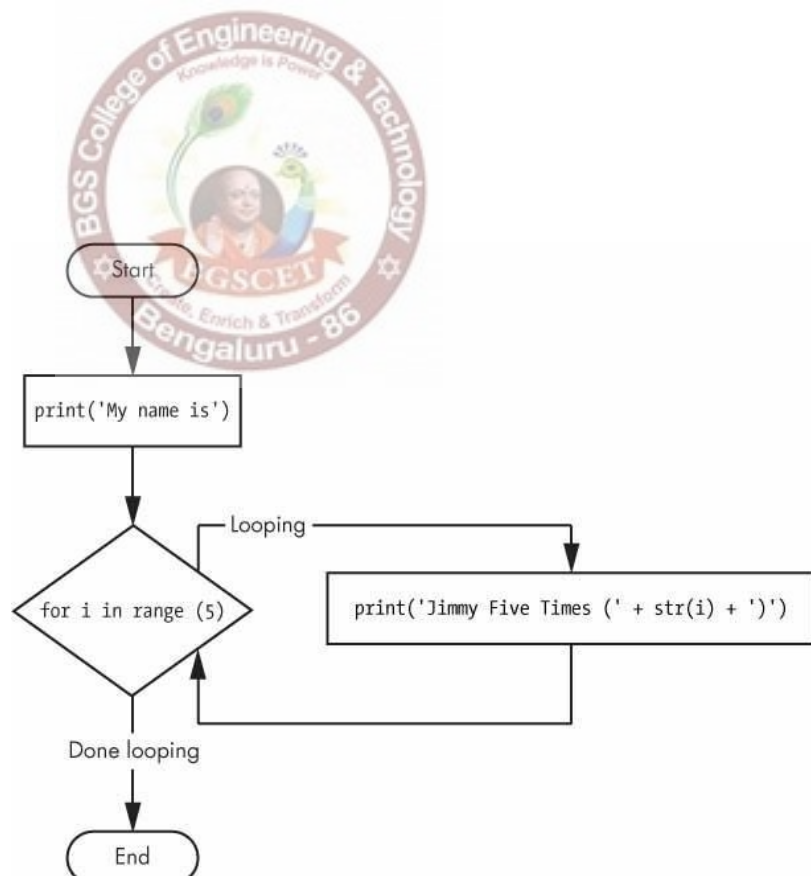 BGS College of Engineering & Technology
Knowledge is Power
BGSCET
Create, Enrich & Transform
Bengaluru - 86
Start
print('My name is')
Looping
for i in range (5)
print('Jimmy Five Times (' + str(i) + ')')
Done looping
End